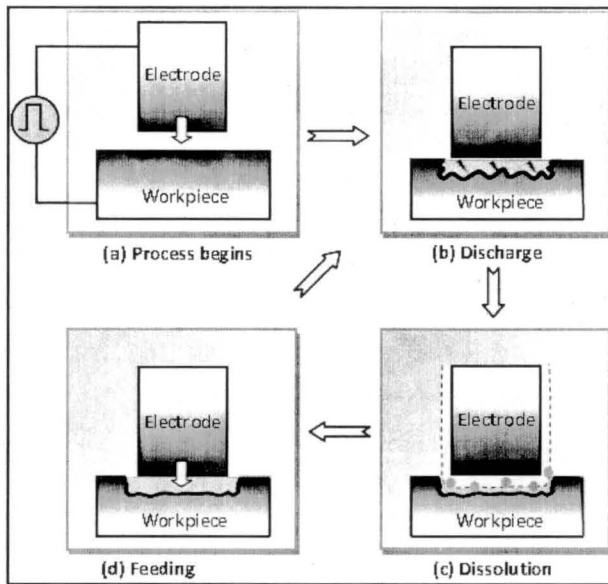 Electrode
Workpiece
(a) Process begins
Electrode
Workpiece
(b) Discharge
Electrode
Workpiece
(d) Feeding
Electrode
Workpiece
(c) Dissolution